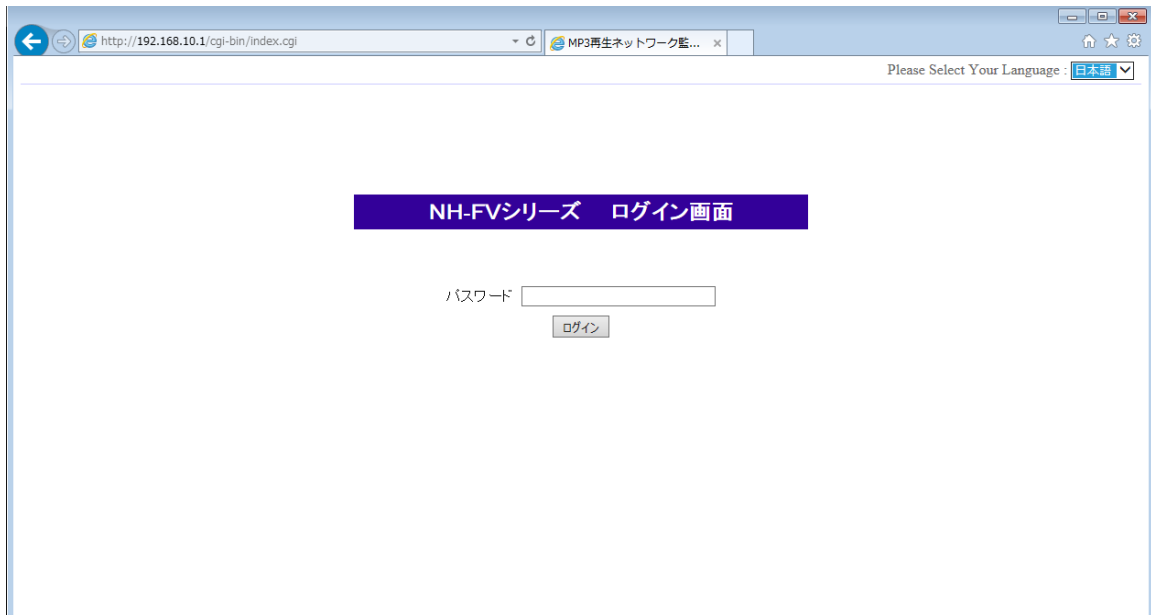 http://192.168.10.1/cgi-bin/index.cgi
MP3再生ネットワーク監...
Please Select Your Language : 日本語
NH-FVシリーズ ログイン画面
パスワード
ログイン